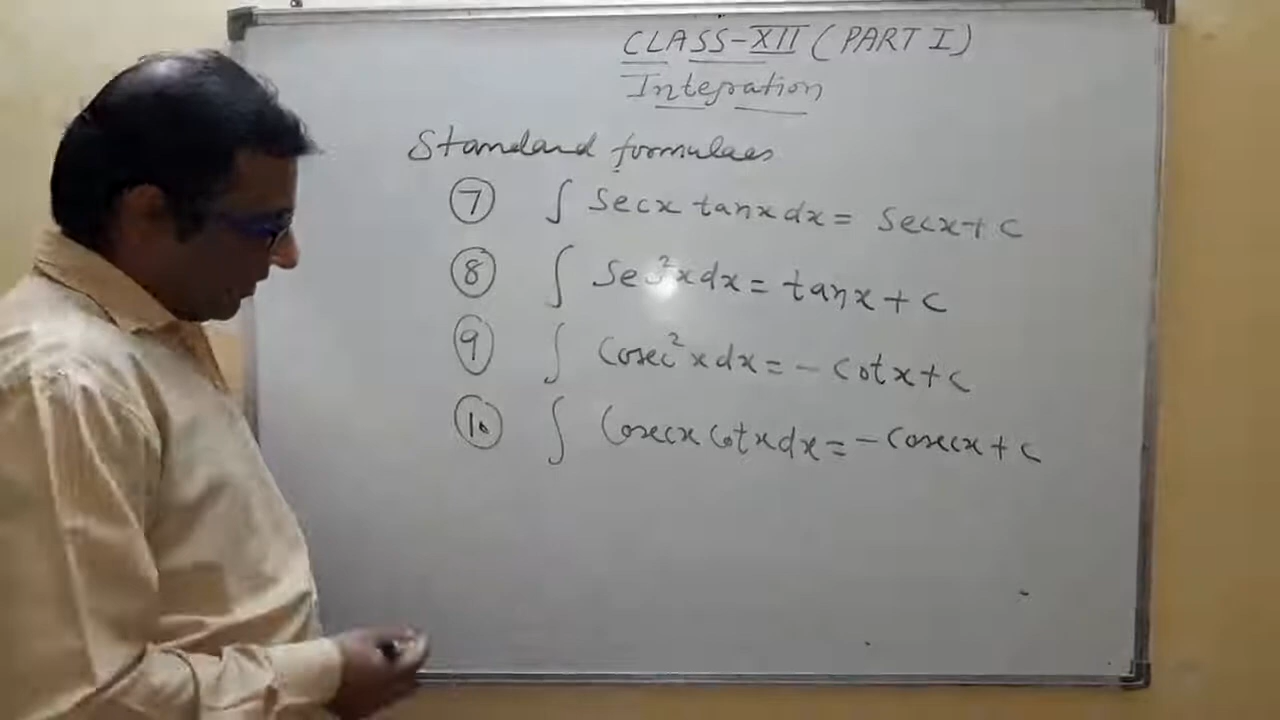 CLASS-XII (PART I)
Integration
Standard formulaes
7 ∫ Secx tanx dx = Secx + c
8 ∫ Sec²x dx = tanx + c
9 ∫ Cosec²x dx = - Cotx + c
10 ∫ Cosecx Cotx dx = - Cosecx + c